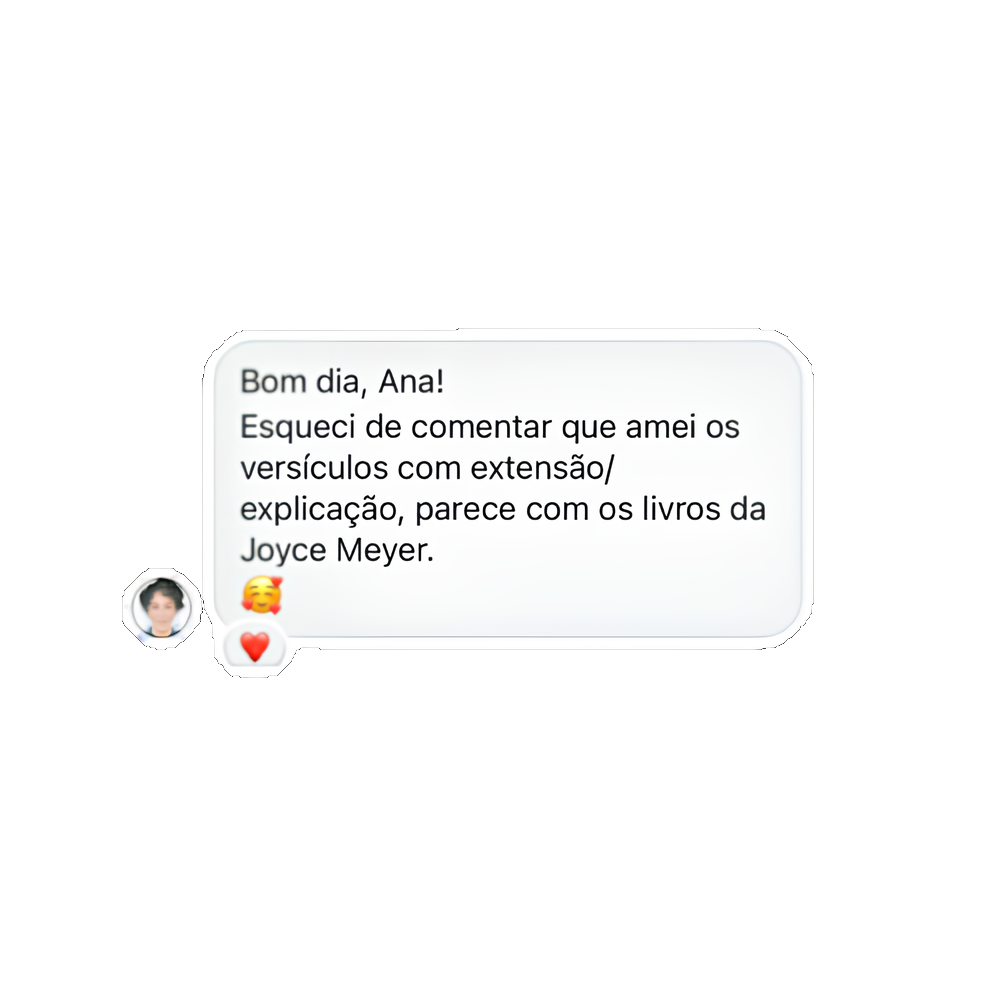 Bom dia, Ana!
Esqueci de comentar que amei os
versículos com extensão/
explicação, parece com os livros da
Joyce Meyer.
🥰
❤️